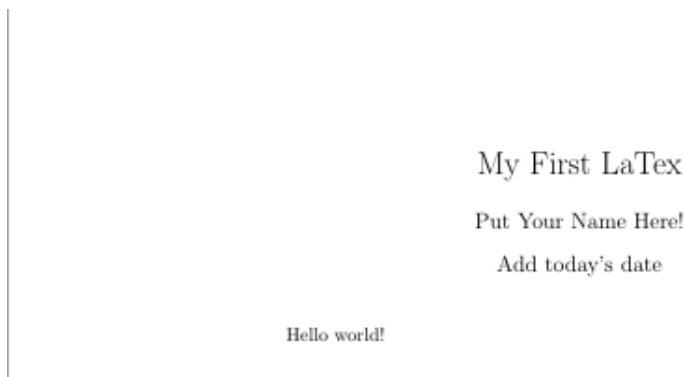 My First LaTex
Put Your Name Here!
Add today's date
Hello world!